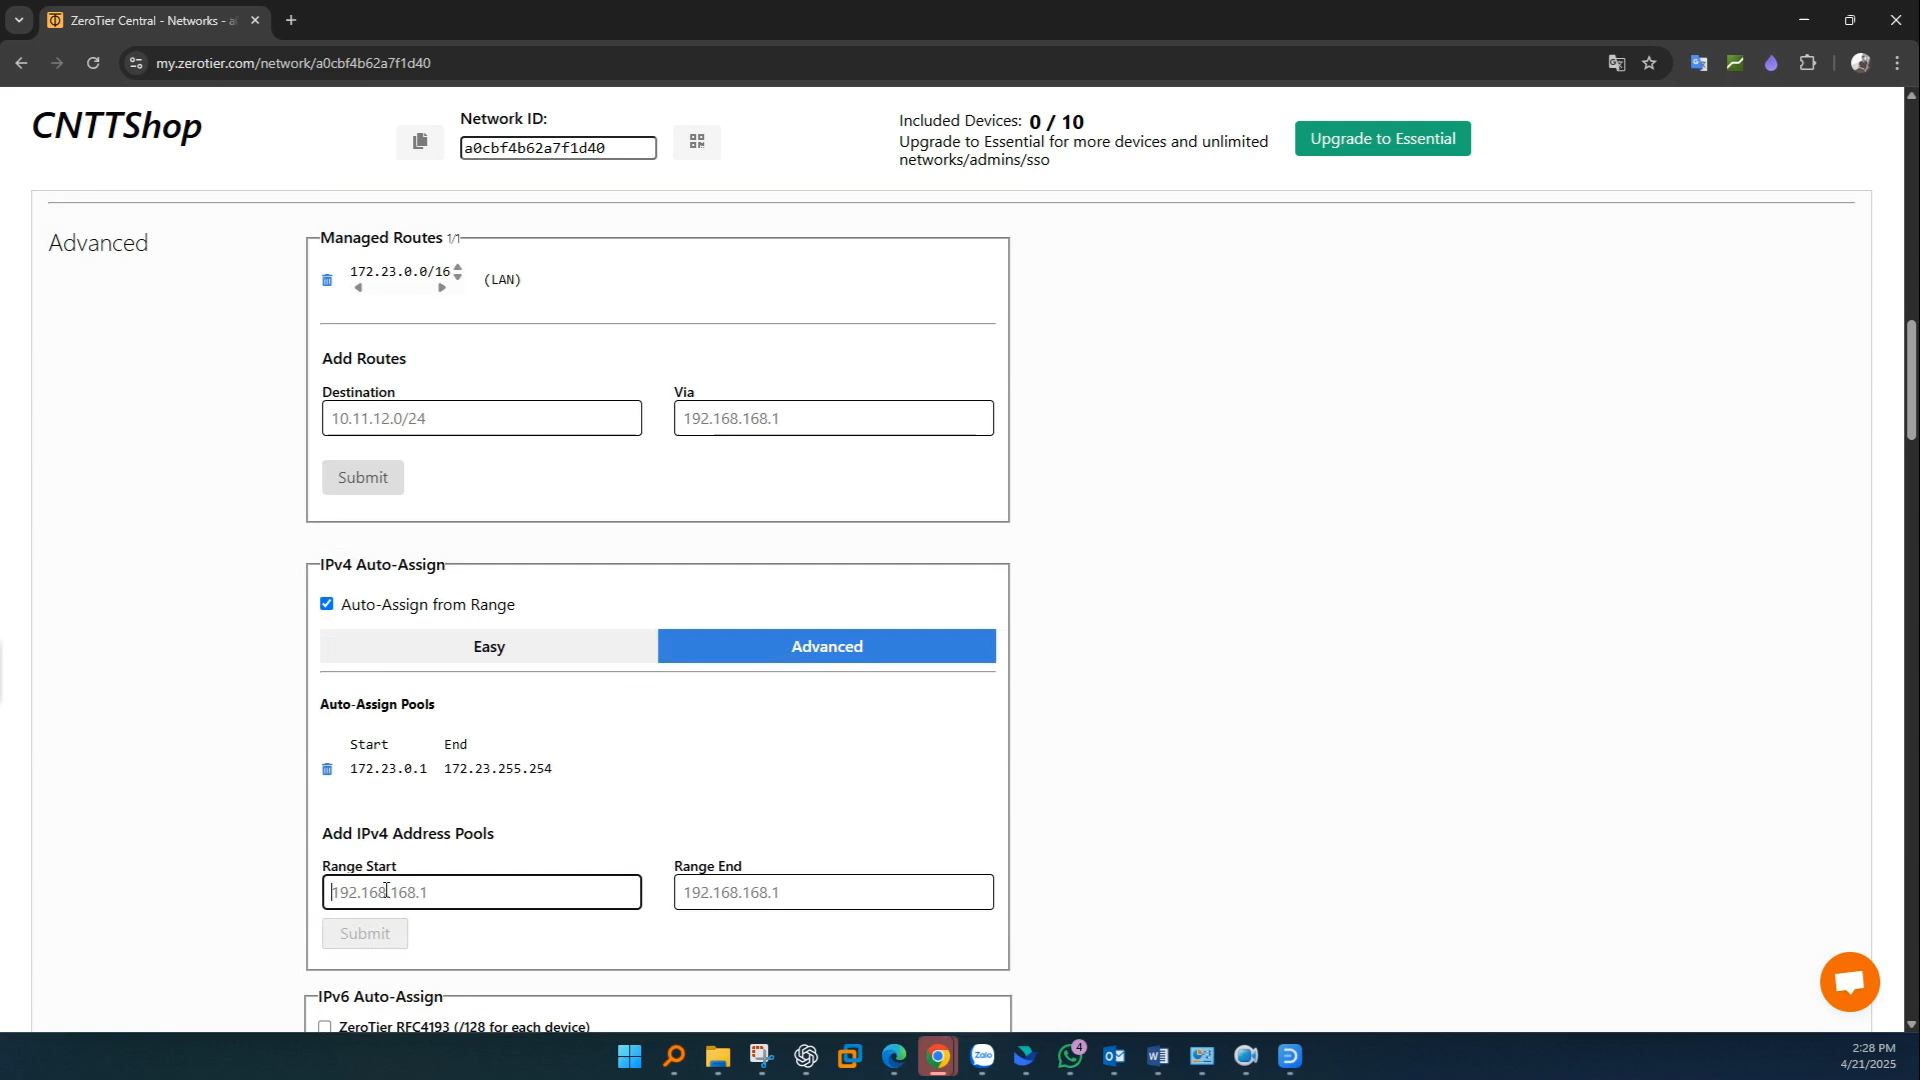 ZeroTier Central - Networks - a
my.zerotier.com/network/a0cbf4b62a7f1d40
CNTTShop
Network ID:
a0cbf4b62a7f1d40
Included Devices: 0 / 10
Upgrade to Essential for more devices and unlimited
networks/admins/sso
Upgrade to Essential
Advanced
Managed Routes 1/1
172.23.0.0/16
(LAN)
Add Routes
Destination
Via
10.11.12.0/24
192.168.168.1
Submit
IPv4 Auto-Assign
Auto-Assign from Range
Easy
Advanced
Auto-Assign Pools
Start End
172.23.0.1 172.23.255.254
Add IPv4 Address Pools
Range Start
Range End
192.168.168.1
192.168.168.1
Submit
IPv6 Auto-Assign
ZeroTier RFC4193 (/128 for each device)
Zalo
4
2:28 PM
4/21/2025